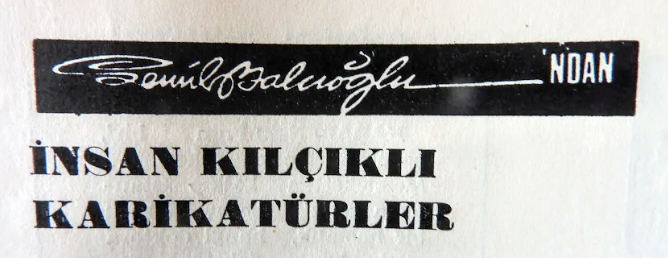 Semih Balcıoğlu 'NDAN
İNSAN KILÇIKLI
KARİKATÜRLER